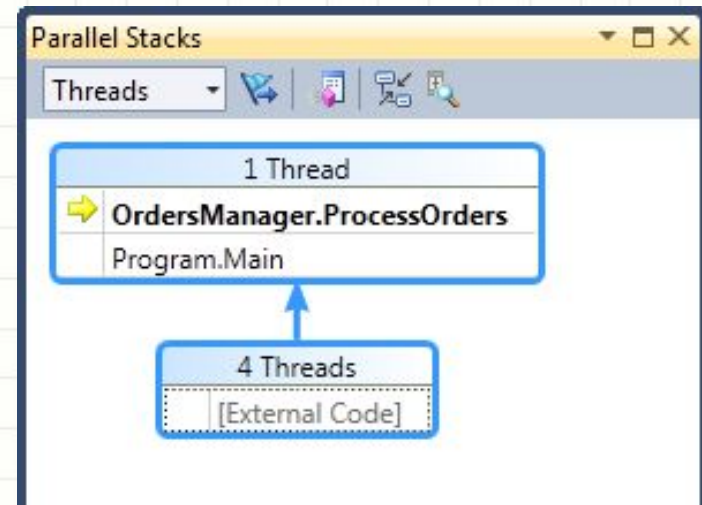 Parallel Stacks
Threads
1 Thread
OrdersManager.ProcessOrders
Program.Main
4 Threads
[External Code]